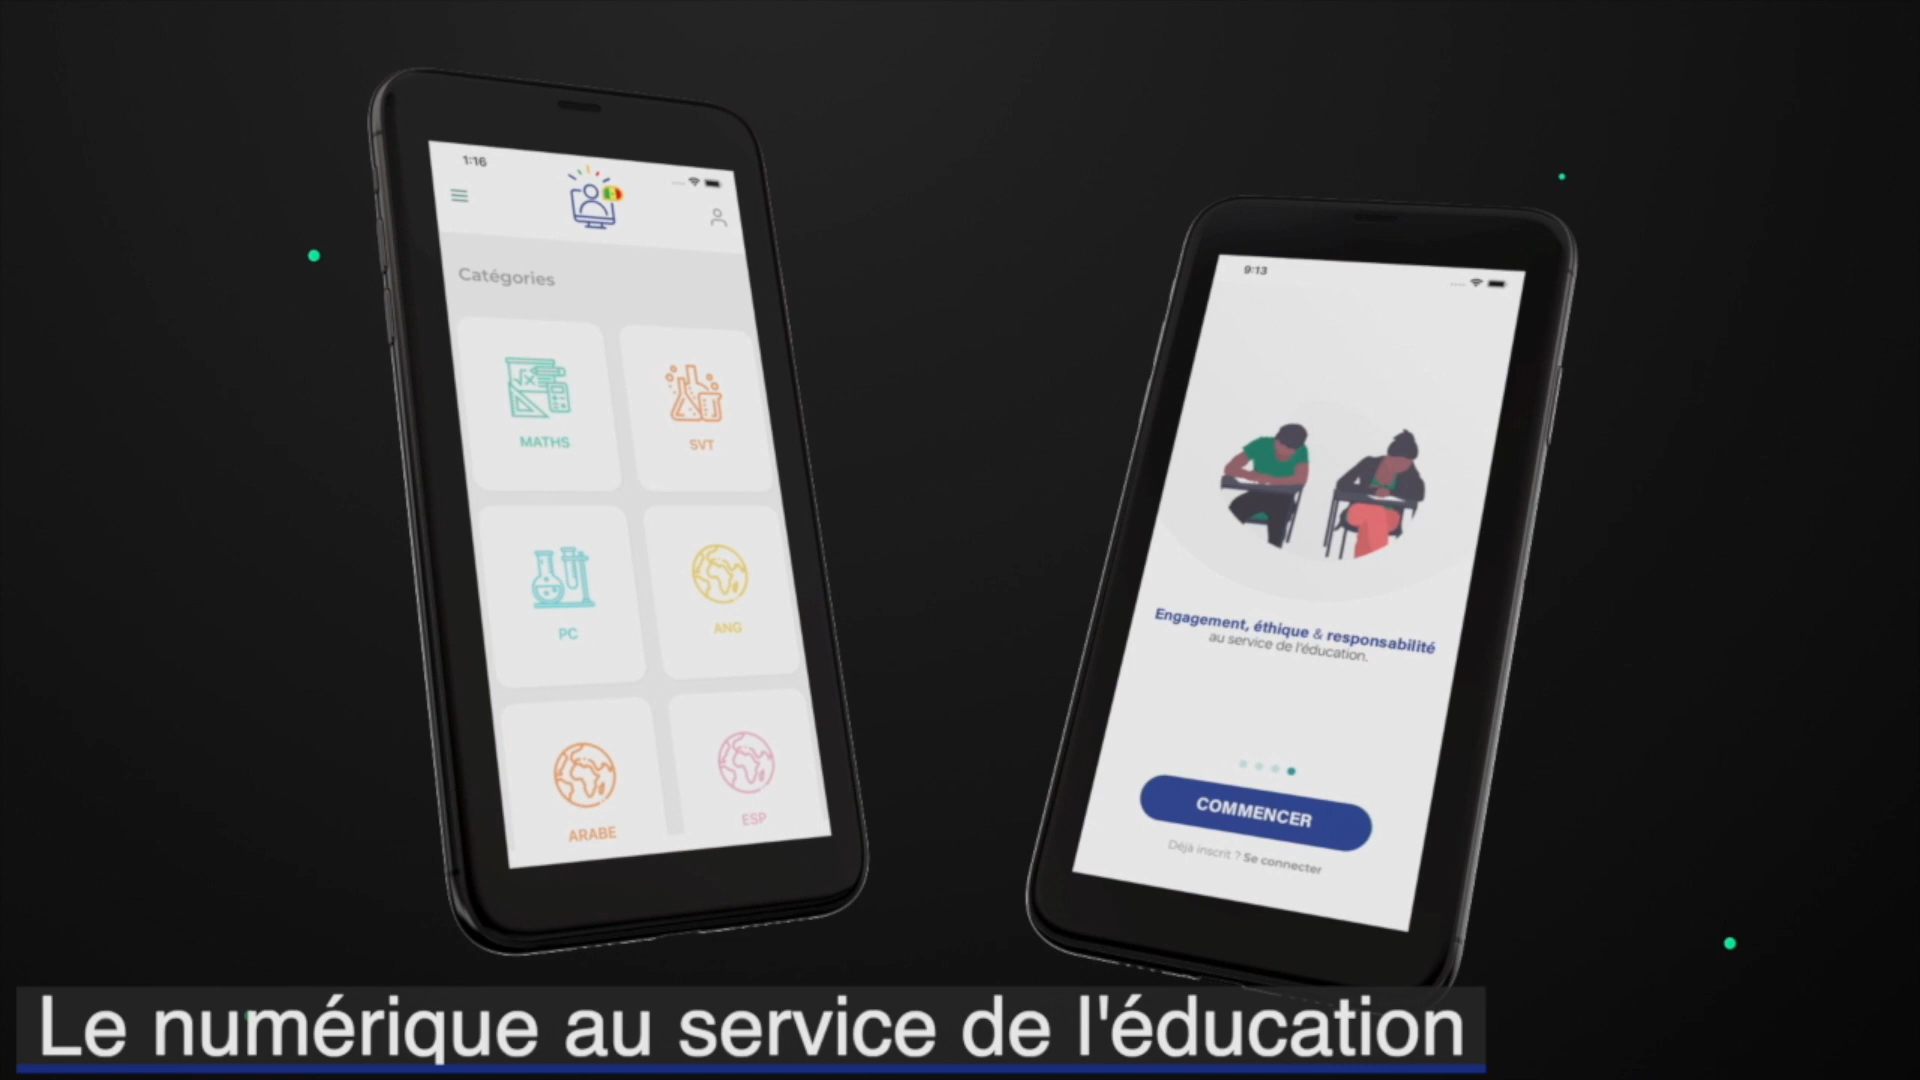 1:16
Catégories
MATHS
SVT
PC
ANG
ARABE
ESP
9:13
Engagement, éthique & responsabilité
au service de l'éducation.
COMMENCER
Déjà inscrit ? Se connecter
Le numérique au service de l'éducation